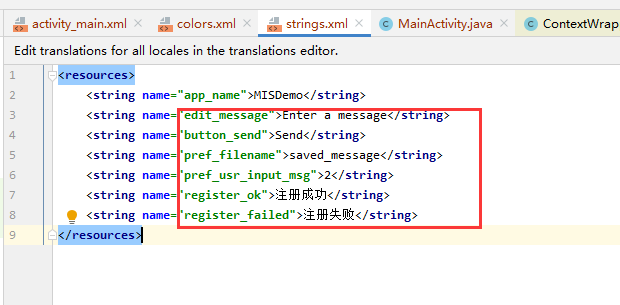 activity_main.xml colors.xml strings.xml MainActivity.java ContextWrap
Edit translations for all locales in the translations editor.
1 <resources>
2 <string name="app_name">MISDemo</string>
3 <string name="edit_message">Enter a message</string>
4 <string name="button_send">Send</string>
5 <string name="pref_filename">saved_message</string>
6 <string name="pref_usr_input_msg">2</string>
7 <string name="register_ok">注册成功</string>
8 <string name="register_failed">注册失败</string>
9 </resources>